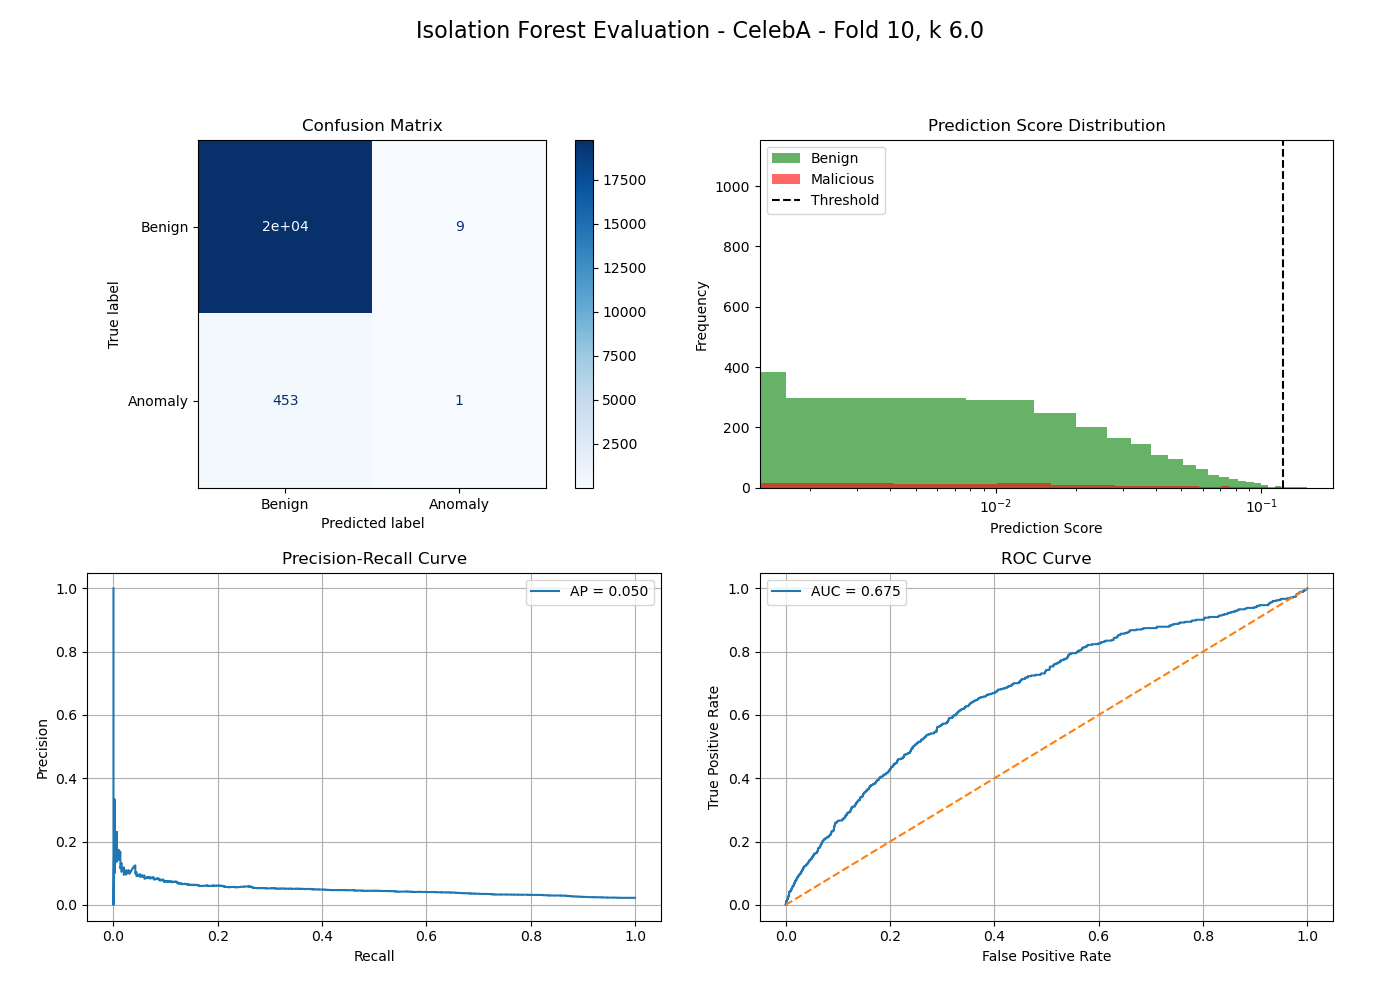 Isolation Forest Evaluation - CelebA - Fold 10, k 6.0
Confusion Matrix
True label
Benign
Anomaly
2e+04
9
453
1
Benign
Anomaly
Predicted label
17500
15000
12500
10000
7500
5000
2500
Prediction Score Distribution
Benign
Malicious
Threshold
Frequency
1000
800
600
400
200
0
10⁻²
10⁻¹
Prediction Score
Precision-Recall Curve
AP = 0.050
Precision
1.0
0.8
0.6
0.4
0.2
0.0
0.0 0.2 0.4 0.6 0.8 1.0
Recall
ROC Curve
AUC = 0.675
True Positive Rate
1.0
0.8
0.6
0.4
0.2
0.0
0.0 0.2 0.4 0.6 0.8 1.0
False Positive Rate